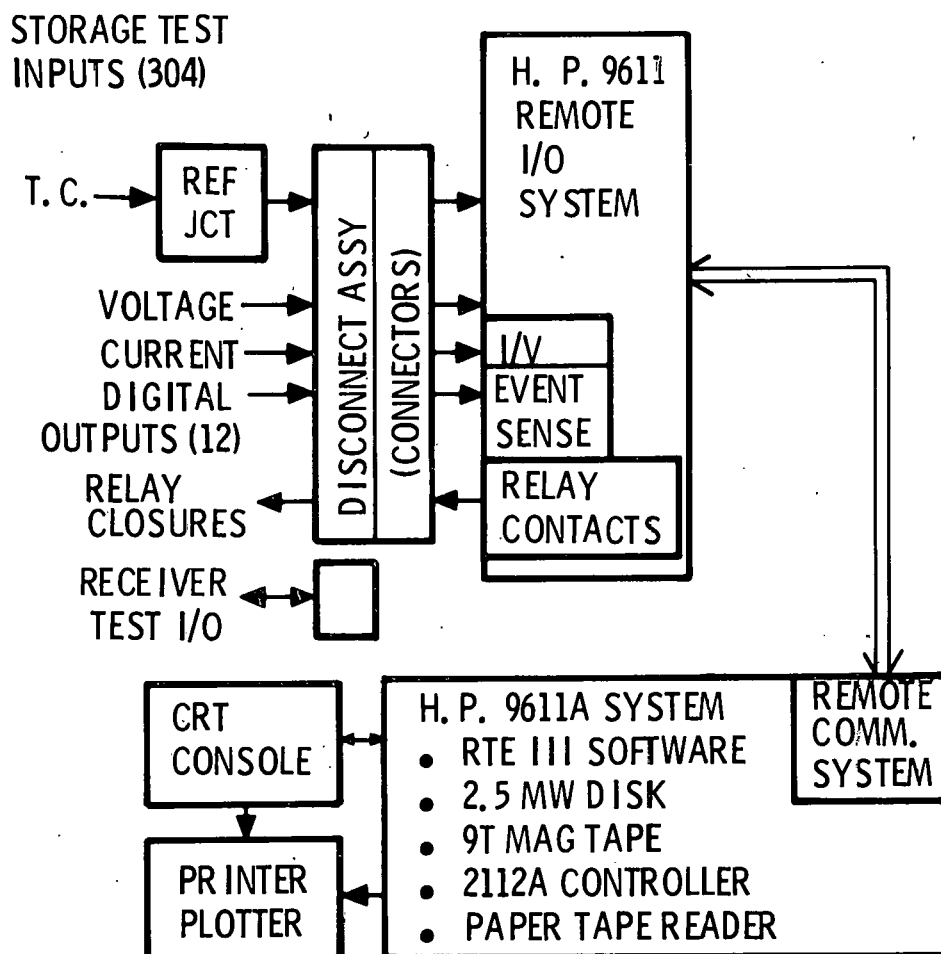 STORAGE TEST
INPUTS (304)
H. P. 9611
REMOTE
I/O
SYSTEM
T. C.
REF
JCT
DISCONNECT ASSY
(CONNECTORS)
VOLTAGE
CURRENT
DIGITAL
OUTPUTS (12)
RELAY
CLOSURES
I/V
EVENT
SENSE
RELAY
CONTACTS
RECEIVER
TEST I/O
CRT
CONSOLE
PRINTER
PLOTTER
H. P. 9611A SYSTEM
• RTE III SOFTWARE
• 2.5 MW DISK
• 9T MAG TAPE
• 2112A CONTROLLER
• PAPER TAPE READER
REMOTE
COMM.
SYSTEM